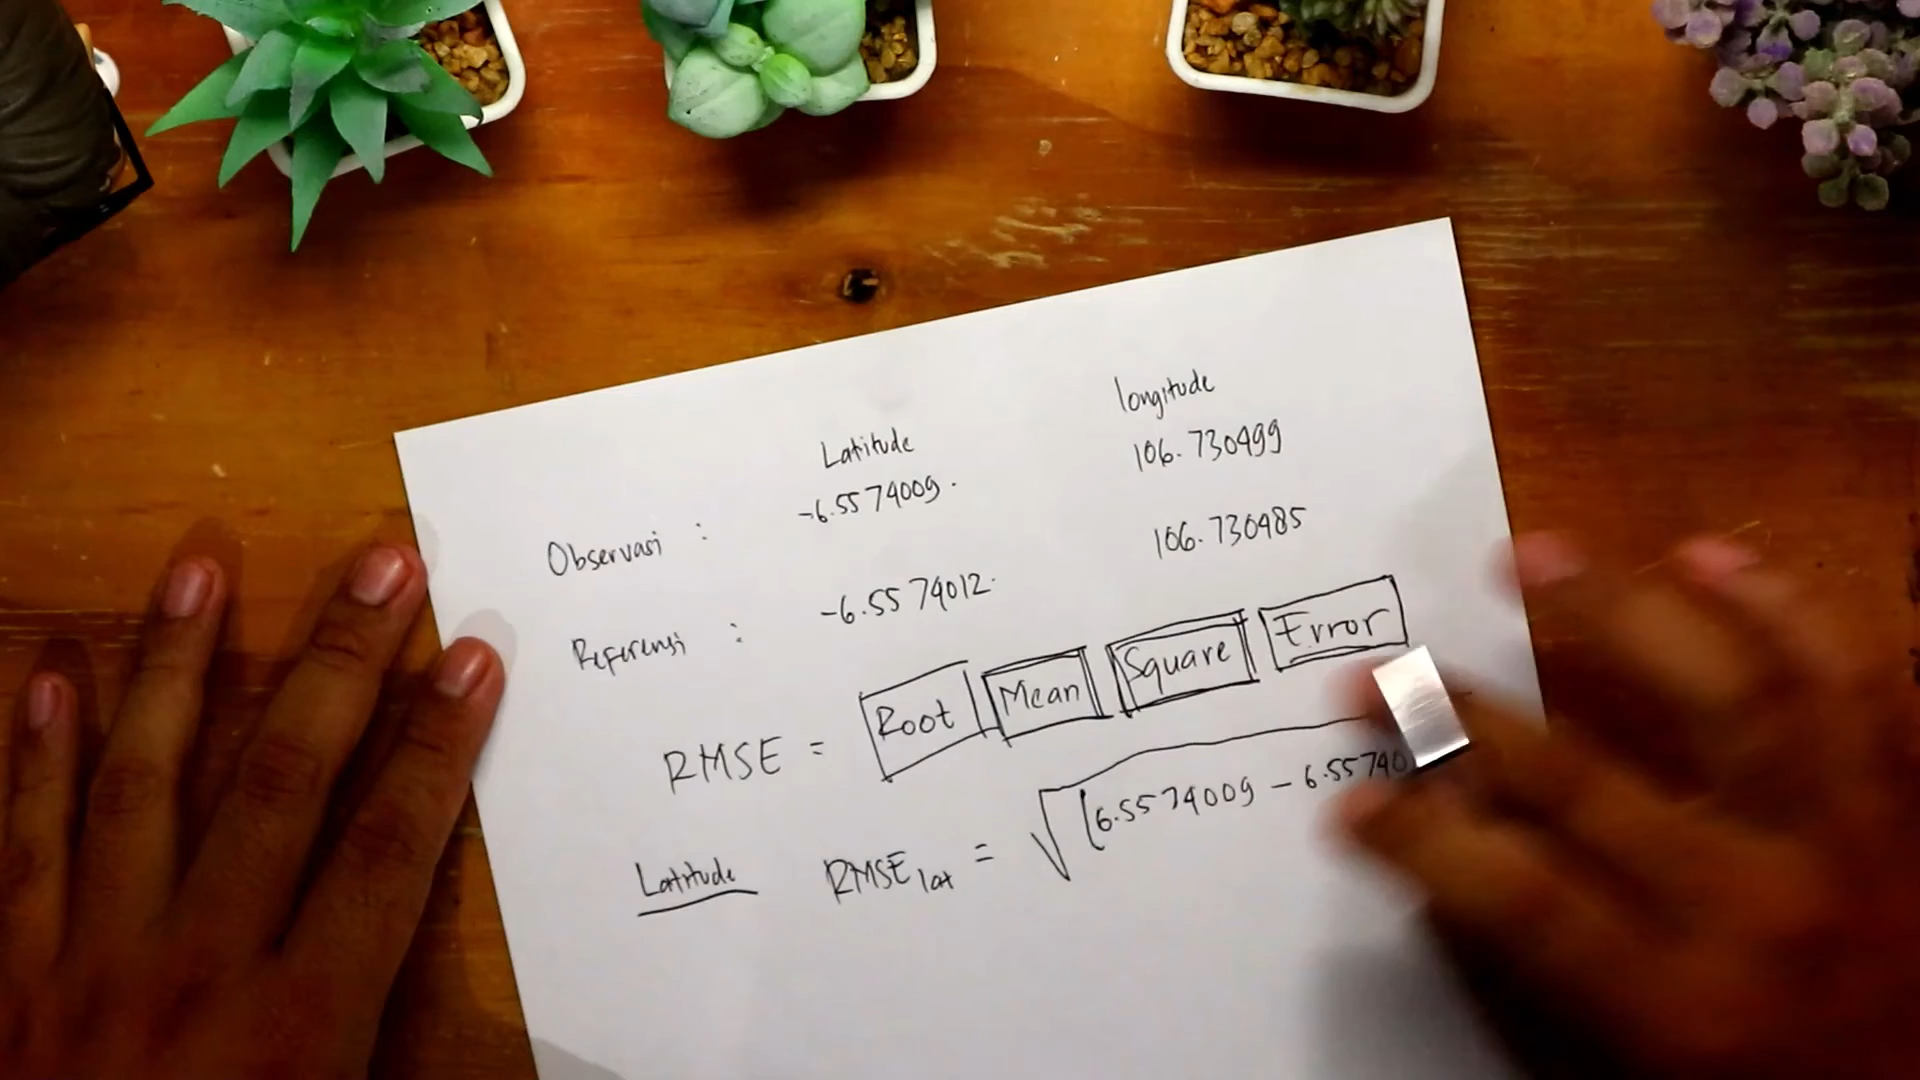 Latitude longitude
Observasi : -6.5574009. 106.730499
Referensi : -6.5574012. 106.730485
RMSE = Root Mean Square Error
Latitude RMSE lat = √(6.5574009 - 6.55740